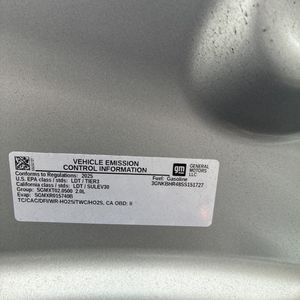 VEHICLE EMISSION
CONTROL INFORMATION
gm
GENERAL
MOTORS LLC
Conforms to Regulations: 2025
U.S. EPA class / stds: LDT / TIER3
California class / stds: LDT / SULEV30
Group: SGMXT02.0500 2.0L
Evap: SGMXR015740B
TC/CAC/DFI/WR-HO2S/TWC/HO2S, CA OBD: II
Fuel: Gasoline
3GNKBHR48SS151727